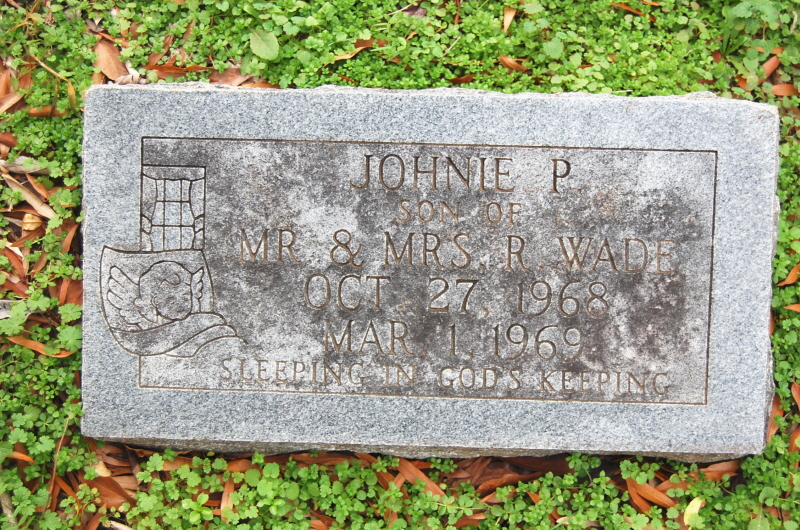 JOHNIE P.
SON OF
MR. & MRS. R. WADE
OCT. 27, 1968
MAR. 1, 1969
SLEEPING IN GOD'S KEEPING